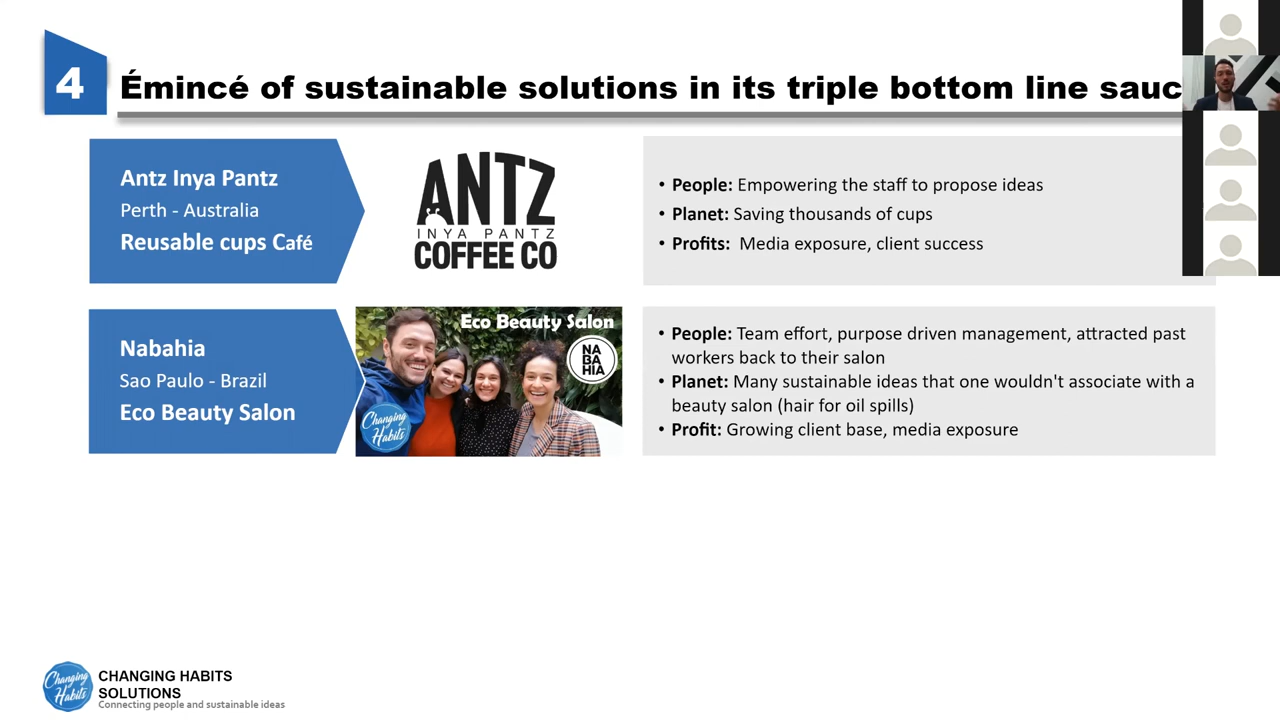 4
Émincé of sustainable solutions in its triple bottom line sauc
Antz Inya Pantz
Perth - Australia
Reusable cups Café
ANTZ
INYA PANTZ
COFFEE CO
• People: Empowering the staff to propose ideas
• Planet: Saving thousands of cups
• Profits: Media exposure, client success
Nabahia
Sao Paulo - Brazil
Eco Beauty Salon
Eco Beauty Salon
NA
BA
HIA
Changing
Habits
• People: Team effort, purpose driven management, attracted past
workers back to their salon
• Planet: Many sustainable ideas that one wouldn't associate with a
beauty salon (hair for oil spills)
• Profit: Growing client base, media exposure
Changing
Habits
CHANGING HABITS
SOLUTIONS
Connecting people and sustainable ideas